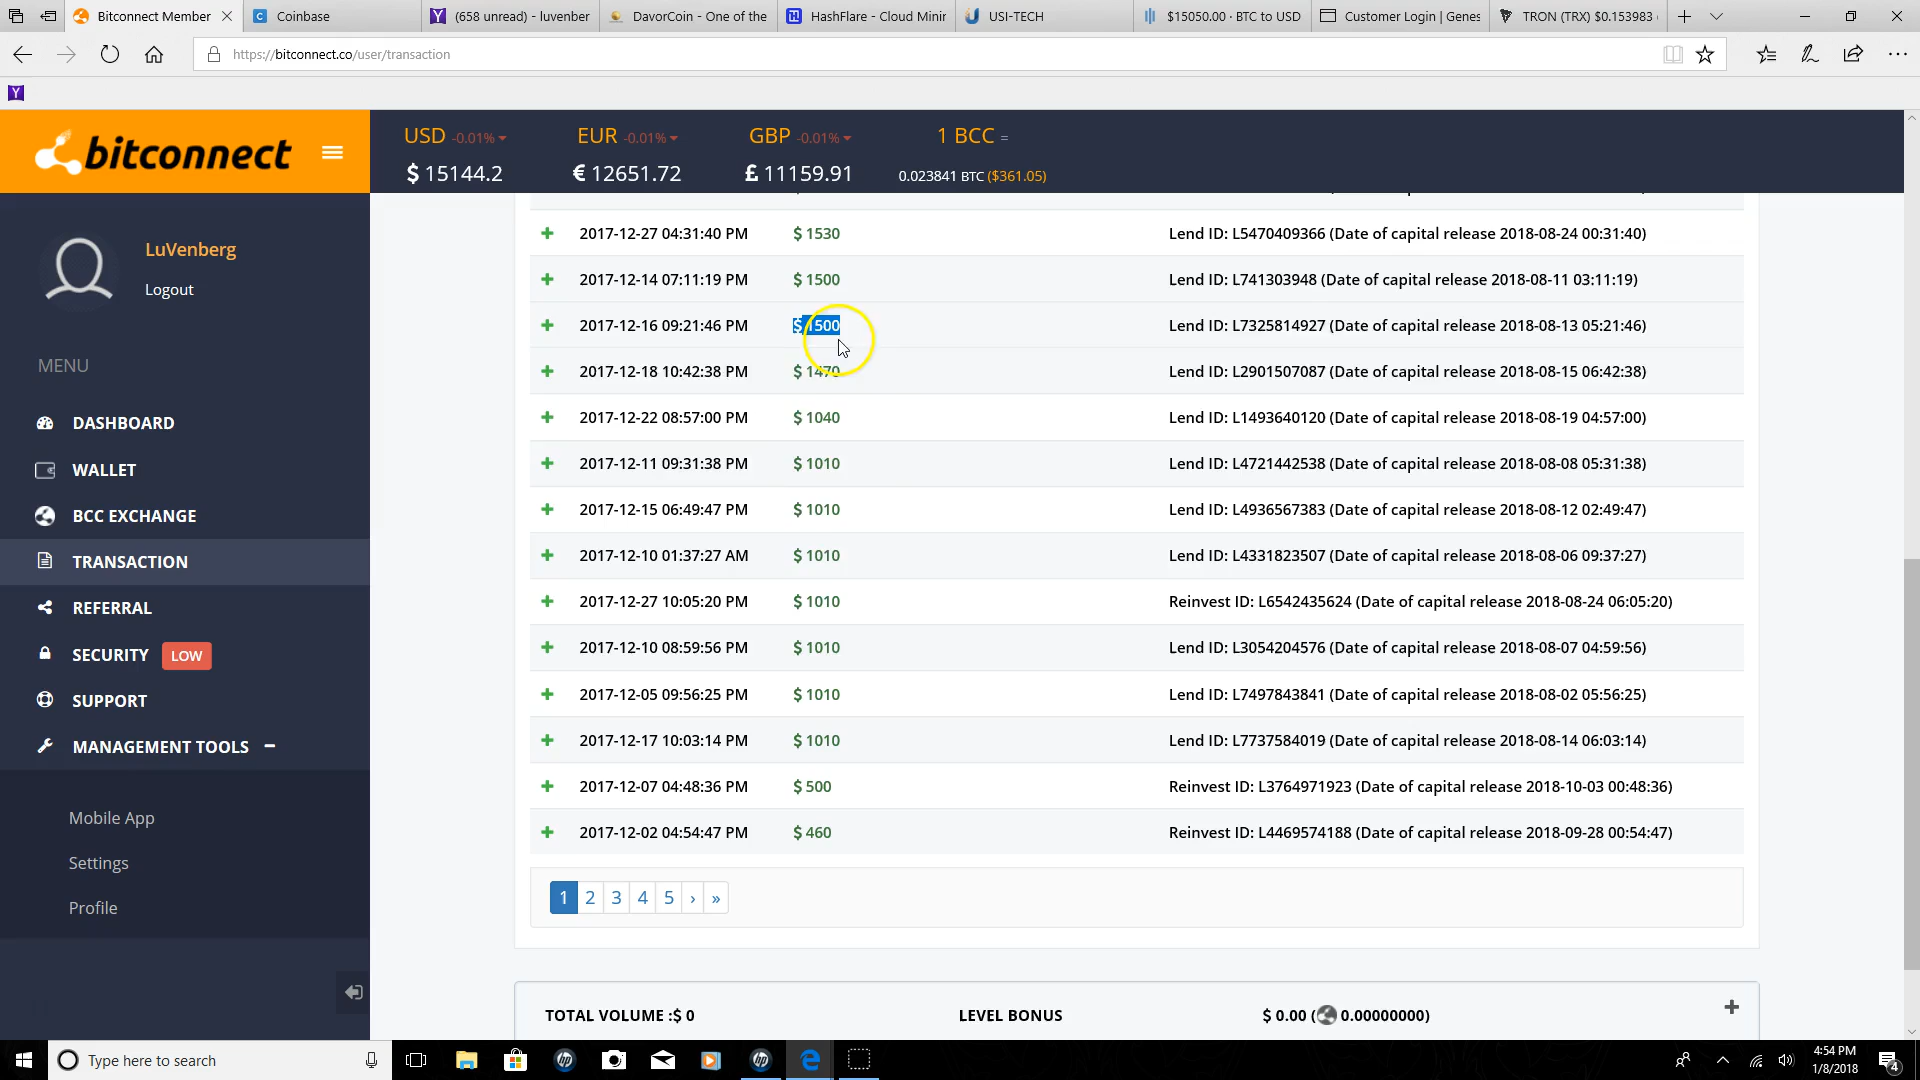 Bitconnect Member
Coinbase
(658 unread) - luvenber
DavorCoin - One of the
HashFlare - Cloud Minin
USI-TECH
$15050.00 · BTC to USD
Customer Login | Genes
TRON (TRX) $0.153983
https://bitconnect.co/user/transaction
bitconnect
USD -0.01%
EUR -0.01%
GBP -0.01%
1 BCC =
$ 15144.2
€ 12651.72
£ 11159.91
0.023841 BTC ($361.05)
LuVenberg
Logout
MENU
DASHBOARD
WALLET
BCC EXCHANGE
TRANSACTION
REFERRAL
SECURITY LOW
SUPPORT
MANAGEMENT TOOLS
Mobile App
Settings
Profile
2017-12-27 04:31:40 PM $ 1530 Lend ID: L5470409366 (Date of capital release 2018-08-24 00:31:40)
2017-12-14 07:11:19 PM $ 1500 Lend ID: L741303948 (Date of capital release 2018-08-11 03:11:19)
2017-12-16 09:21:46 PM $ 1500 Lend ID: L7325814927 (Date of capital release 2018-08-13 05:21:46)
2017-12-18 10:42:38 PM $ 1470 Lend ID: L2901507087 (Date of capital release 2018-08-15 06:42:38)
2017-12-22 08:57:00 PM $ 1040 Lend ID: L1493640120 (Date of capital release 2018-08-19 04:57:00)
2017-12-11 09:31:38 PM $ 1010 Lend ID: L4721442538 (Date of capital release 2018-08-08 05:31:38)
2017-12-15 06:49:47 PM $ 1010 Lend ID: L4936567383 (Date of capital release 2018-08-12 02:49:47)
2017-12-10 01:37:27 AM $ 1010 Lend ID: L4331823507 (Date of capital release 2018-08-06 09:37:27)
2017-12-27 10:05:20 PM $ 1010 Reinvest ID: L6542435624 (Date of capital release 2018-08-24 06:05:20)
2017-12-10 08:59:56 PM $ 1010 Lend ID: L3054204576 (Date of capital release 2018-08-07 04:59:56)
2017-12-05 09:56:25 PM $ 1010 Lend ID: L7497843841 (Date of capital release 2018-08-02 05:56:25)
2017-12-17 10:03:14 PM $ 1010 Lend ID: L7737584019 (Date of capital release 2018-08-14 06:03:14)
2017-12-07 04:48:36 PM $ 500 Reinvest ID: L3764971923 (Date of capital release 2018-10-03 00:48:36)
2017-12-02 04:54:47 PM $ 460 Reinvest ID: L4469574188 (Date of capital release 2018-09-28 00:54:47)
1 2 3 4 5 › »
TOTAL VOLUME :$ 0 LEVEL BONUS $ 0.00 ( 0.00000000)
Type here to search
4:54 PM
1/8/2018
4